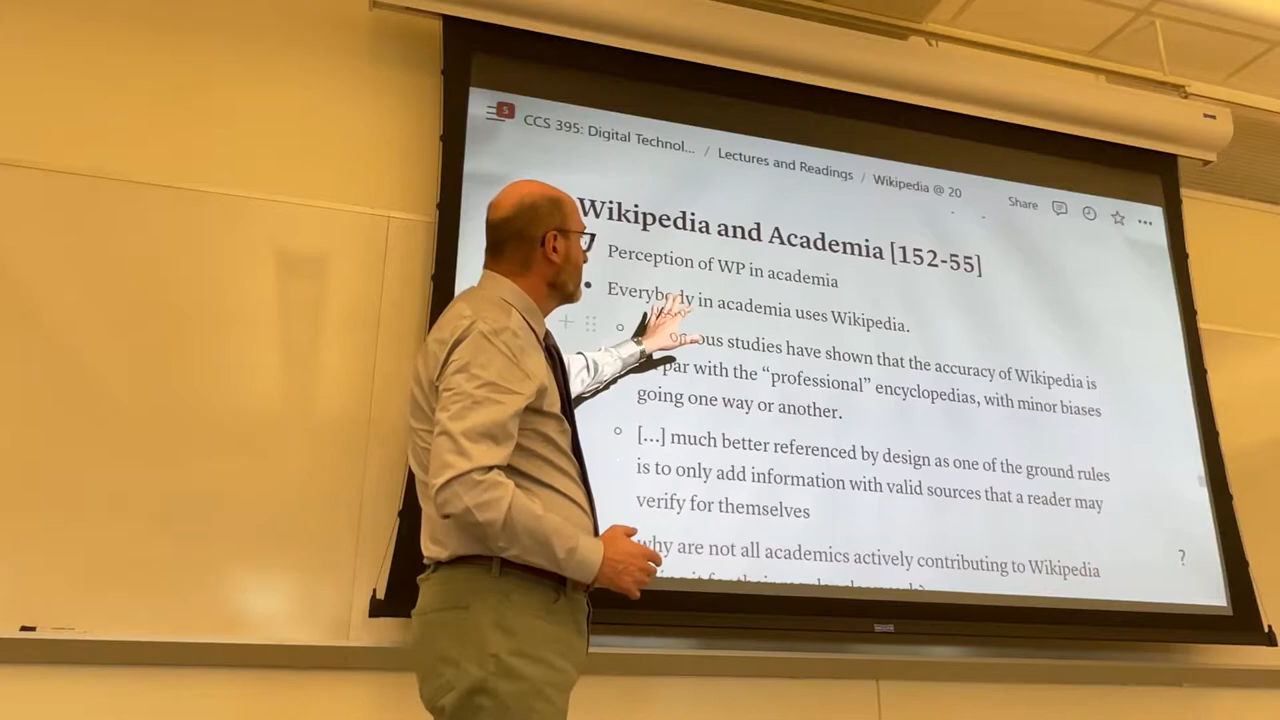 5
CCS 395: Digital Technol... / Lectures and Readings / Wikipedia @ 20
Share
Wikipedia and Academia [152-55]
Perception of WP in academia
• Everybody in academia uses Wikipedia.
studies have shown that the accuracy of Wikipedia is
par with the “professional” encyclopedias, with minor biases
going one way or another.
[...] much better referenced by design as one of the ground rules
is to only add information with valid sources that a reader may
verify for themselves
why are not all academics actively contributing to Wikipedia
?